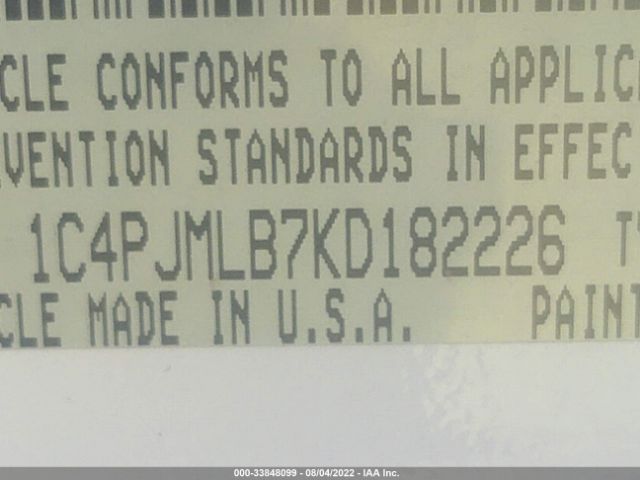 CLE CONFORMS TO ALL APPLIC
VENTION STANDARDS IN EFFEC
1C4PJMLB7KD182226 T
CLE MADE IN U.S.A. PAINT
000-33848099 - 08/04/2022 - IAA Inc.